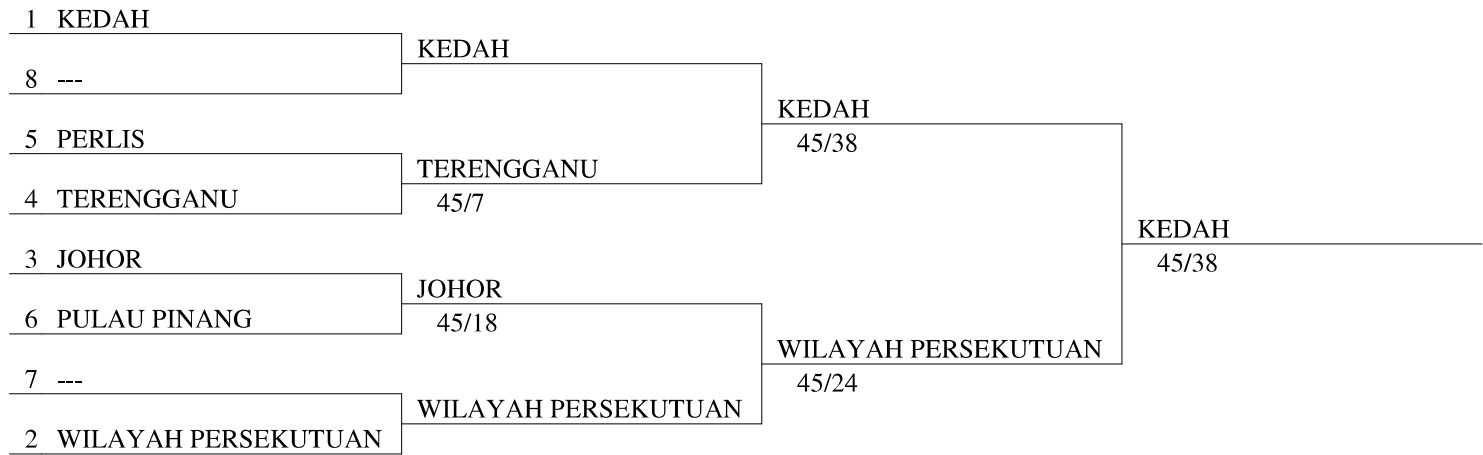 1 KEDAH
8 ---
5 PERLIS
4 TERENGGANU
3 JOHOR
6 PULAU PINANG
7 ---
2 WILAYAH PERSEKUTUAN
KEDAH
TERENGGANU
45/7
JOHOR
45/18
WILAYAH PERSEKUTUAN
KEDAH
45/38
WILAYAH PERSEKUTUAN
45/24
KEDAH
45/38